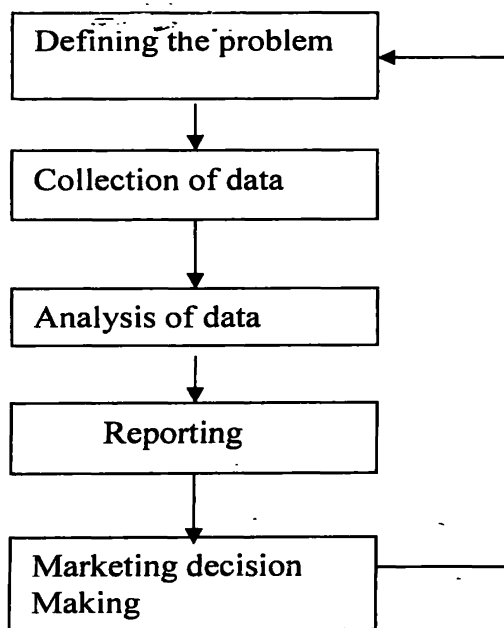 Defining the problem
Collection of data
Analysis of data
Reporting
Marketing decision
Making